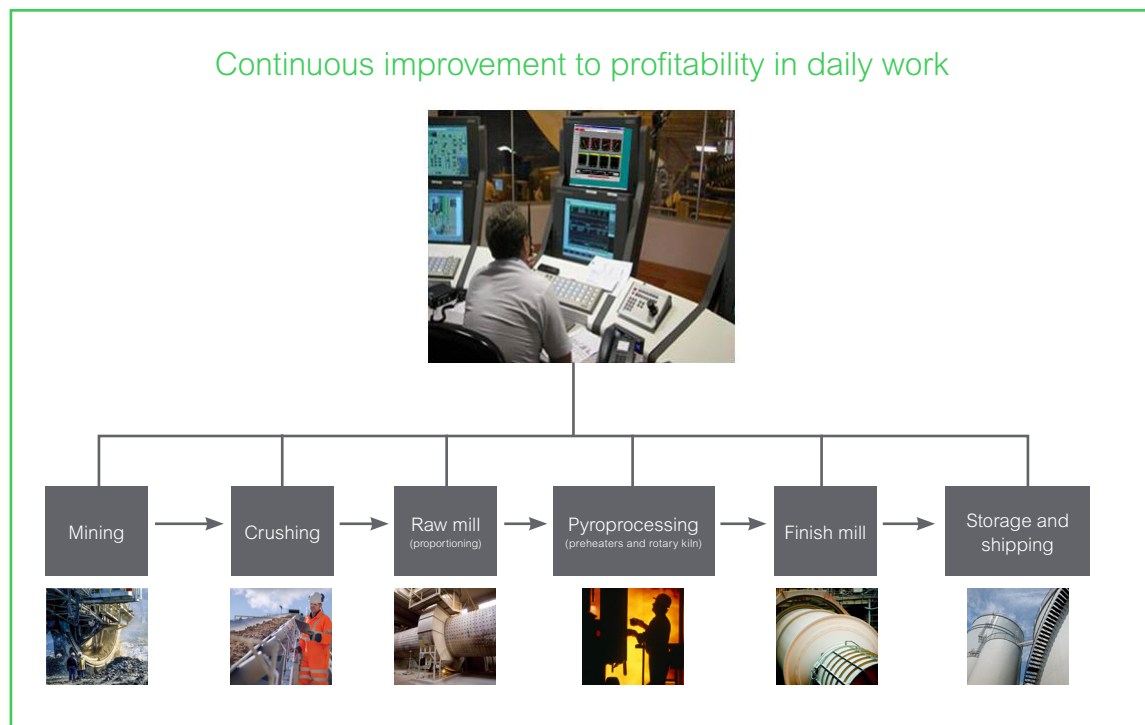 Continuous improvement to profitability in daily work
Mining
Crushing
Raw mill
(proportioning)
Pyroprocessing
(preheaters and rotary kiln)
Finish mill
Storage and
shipping